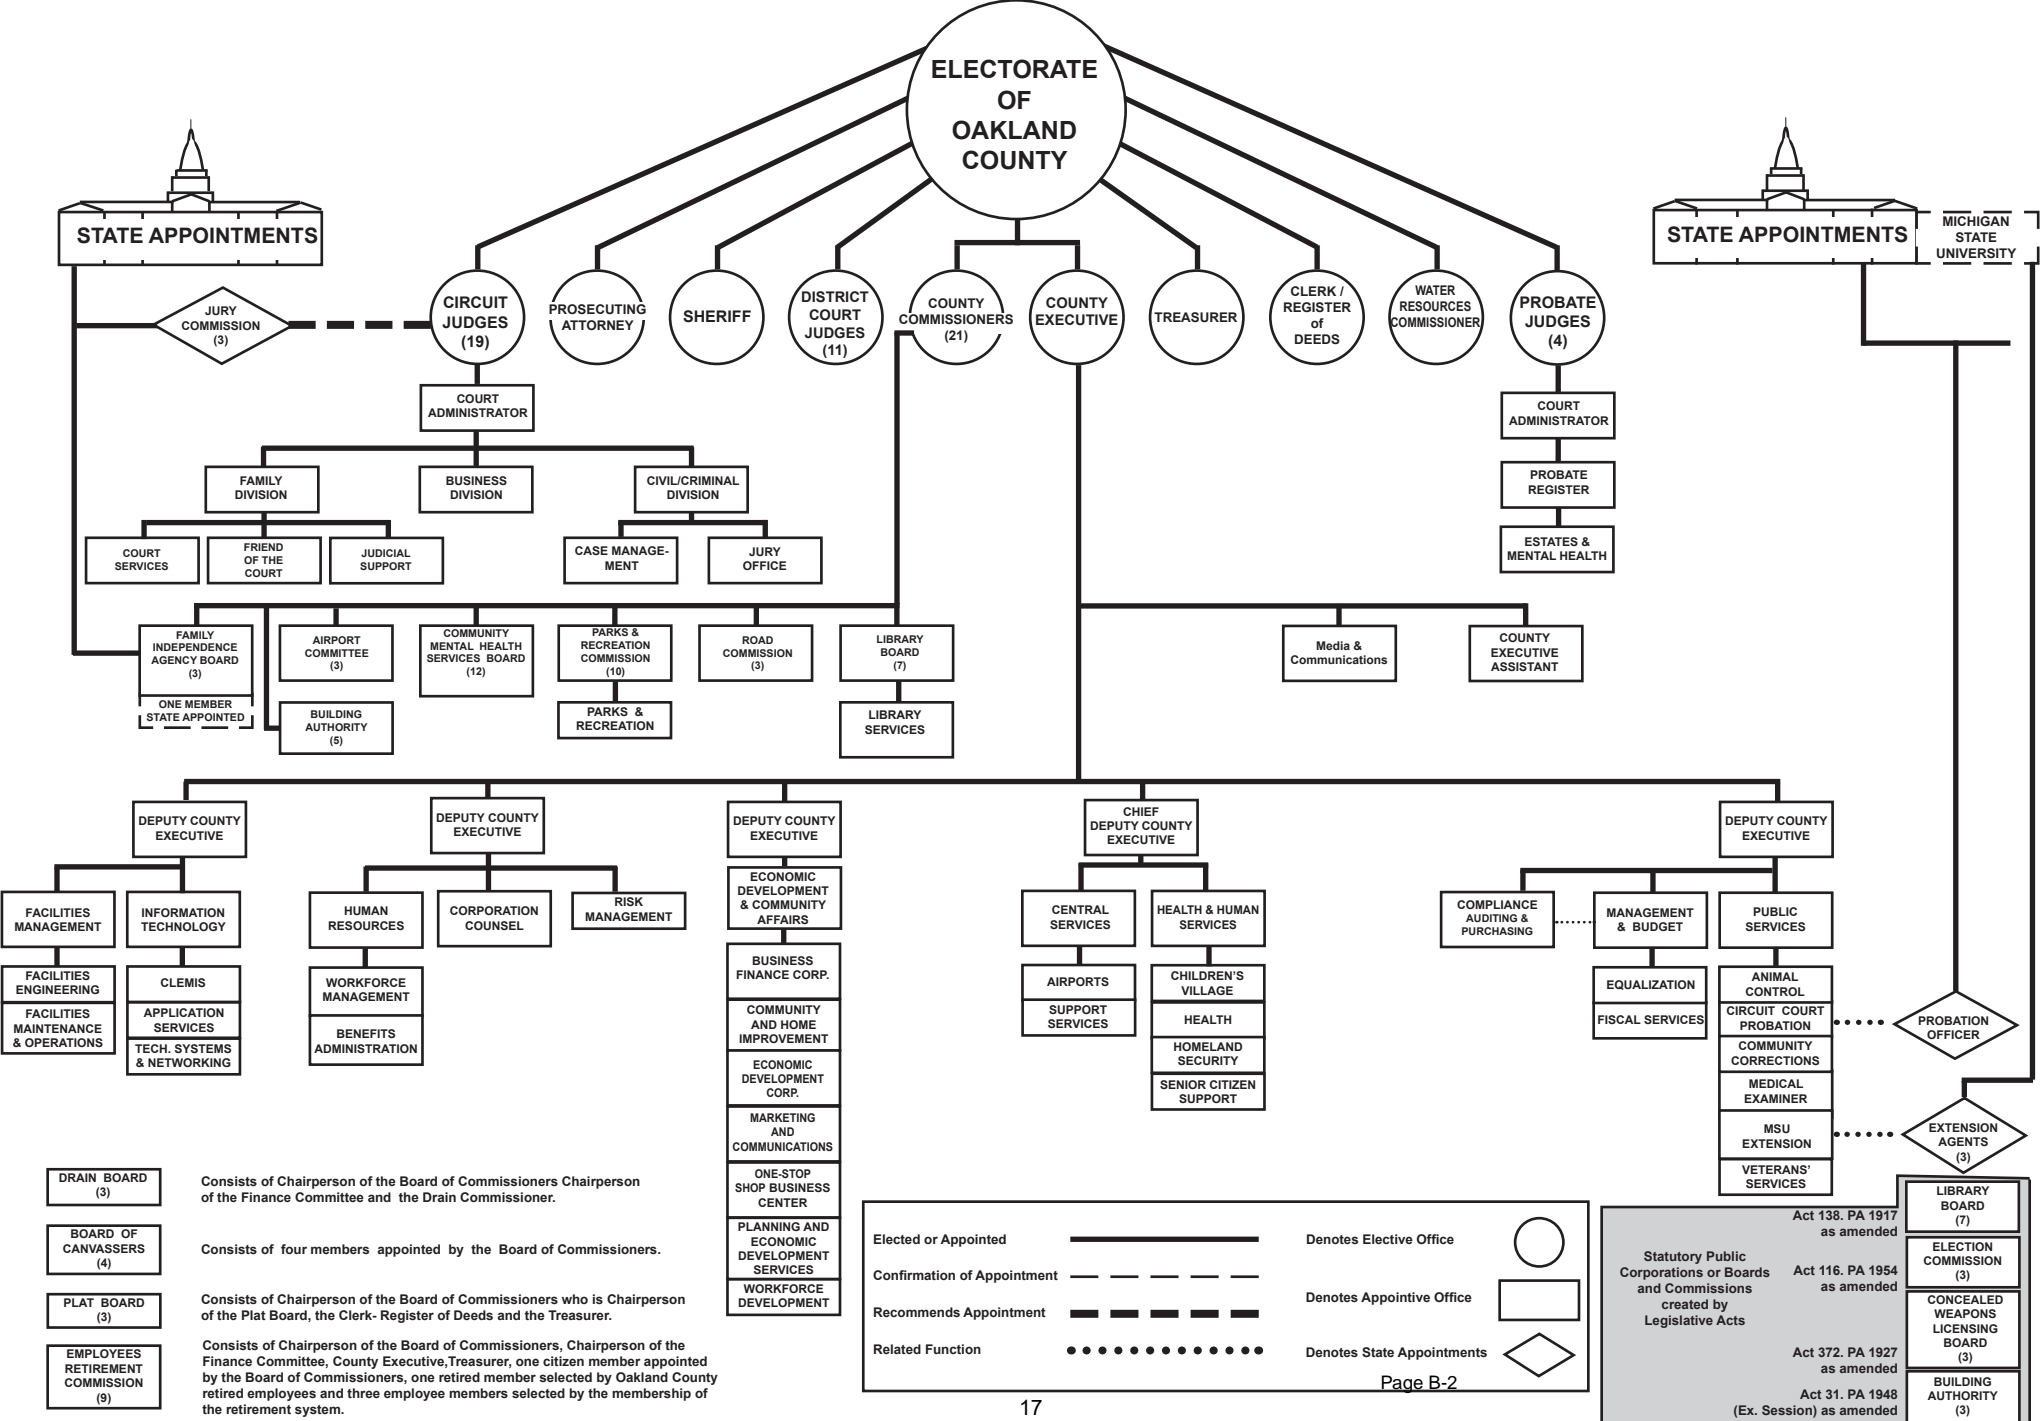 ELECTORATE
OF
OAKLAND
COUNTY
STATE APPOINTMENTS
STATE APPOINTMENTS
MICHIGAN
STATE
UNIVERSITY
JURY
COMMISSION
(3)
CIRCUIT
JUDGES
(19)
PROSECUTING
ATTORNEY
SHERIFF
DISTRICT
COURT
JUDGES
(11)
COUNTY
COMMISSIONERS
(21)
COUNTY
EXECUTIVE
TREASURER
CLERK /
REGISTER
of
DEEDS
WATER
RESOURCES
COMMISSIONER
PROBATE
JUDGES
(4)
COURT
ADMINISTRATOR
COURT
ADMINISTRATOR
FAMILY
DIVISION
BUSINESS
DIVISION
CIVIL/CRIMINAL
DIVISION
PROBATE
REGISTER
COURT
SERVICES
FRIEND
OF THE
COURT
JUDICIAL
SUPPORT
CASE MANAGE-
MENT
JURY
OFFICE
ESTATES &
MENTAL HEALTH
FAMILY
INDEPENDENCE
AGENCY BOARD
(3)
ONE MEMBER
STATE APPOINTED
AIRPORT
COMMITTEE
(3)
BUILDING
AUTHORITY
(5)
COMMUNITY
MENTAL HEALTH
SERVICES BOARD
(12)
PARKS &
RECREATION
COMMISSION
(10)
PARKS &
RECREATION
ROAD
COMMISSION
(3)
LIBRARY
BOARD
(7)
LIBRARY
SERVICES
Media &
Communications
COUNTY
EXECUTIVE
ASSISTANT
DEPUTY COUNTY
EXECUTIVE
DEPUTY COUNTY
EXECUTIVE
DEPUTY COUNTY
EXECUTIVE
CHIEF
DEPUTY COUNTY
EXECUTIVE
DEPUTY COUNTY
EXECUTIVE
FACILITIES
MANAGEMENT
FACILITIES
ENGINEERING
FACILITIES
MAINTENANCE
& OPERATIONS
INFORMATION
TECHNOLOGY
CLEMIS
APPLICATION
SERVICES
TECH. SYSTEMS
& NETWORKING
HUMAN
RESOURCES
WORKFORCE
MANAGEMENT
BENEFITS
ADMINISTRATION
CORPORATION
COUNSEL
RISK
MANAGEMENT
ECONOMIC
DEVELOPMENT
& COMMUNITY
AFFAIRS
BUSINESS
FINANCE CORP.
COMMUNITY
AND HOME
IMPROVEMENT
ECONOMIC
DEVELOPMENT
CORP.
MARKETING
AND
COMMUNICATIONS
ONE-STOP
SHOP BUSINESS
CENTER
PLANNING AND
ECONOMIC
DEVELOPMENT
SERVICES
WORKFORCE
DEVELOPMENT
CENTRAL
SERVICES
AIRPORTS
SUPPORT
SERVICES
HEALTH & HUMAN
SERVICES
CHILDREN'S
VILLAGE
HEALTH
HOMELAND
SECURITY
SENIOR CITIZEN
SUPPORT
COMPLIANCE
AUDITING &
PURCHASING
MANAGEMENT
& BUDGET
EQUALIZATION
FISCAL SERVICES
PUBLIC
SERVICES
ANIMAL
CONTROL
CIRCUIT COURT
PROBATION
COMMUNITY
CORRECTIONS
MEDICAL
EXAMINER
MSU
EXTENSION
VETERANS'
SERVICES
PROBATION
OFFICER
EXTENSION
AGENTS
(3)
DRAIN BOARD
(3)
Consists of Chairperson of the Board of Commissioners Chairperson
of the Finance Committee and the Drain Commissioner.
BOARD OF
CANVASSERS
(4)
Consists of four members appointed by the Board of Commissioners.
PLAT BOARD
(3)
Consists of Chairperson of the Board of Commissioners who is Chairperson
of the Plat Board, the Clerk- Register of Deeds and the Treasurer.
EMPLOYEES
RETIREMENT
COMMISSION
(9)
Consists of Chairperson of the Board of Commissioners, Chairperson of the
Finance Committee, County Executive,Treasurer, one citizen member appointed
by the Board of Commissioners, one retired member selected by Oakland County
retired employees and three employee members selected by the membership of
the retirement system.
Elected or Appointed
Confirmation of Appointment
Recommends Appointment
Related Function
Denotes Elective Office
Denotes Appointive Office
Denotes State Appointments
Page B-2
17
Statutory Public
Corporations or Boards
and Commissions
created by
Legislative Acts
Act 138. PA 1917
as amended
LIBRARY
BOARD
(7)
Act 116. PA 1954
as amended
ELECTION
COMMISSION
(3)
Act 372. PA 1927
as amended
CONCEALED
WEAPONS
LICENSING
BOARD
(3)
Act 31. PA 1948
(Ex. Session) as amended
BUILDING
AUTHORITY
(3)